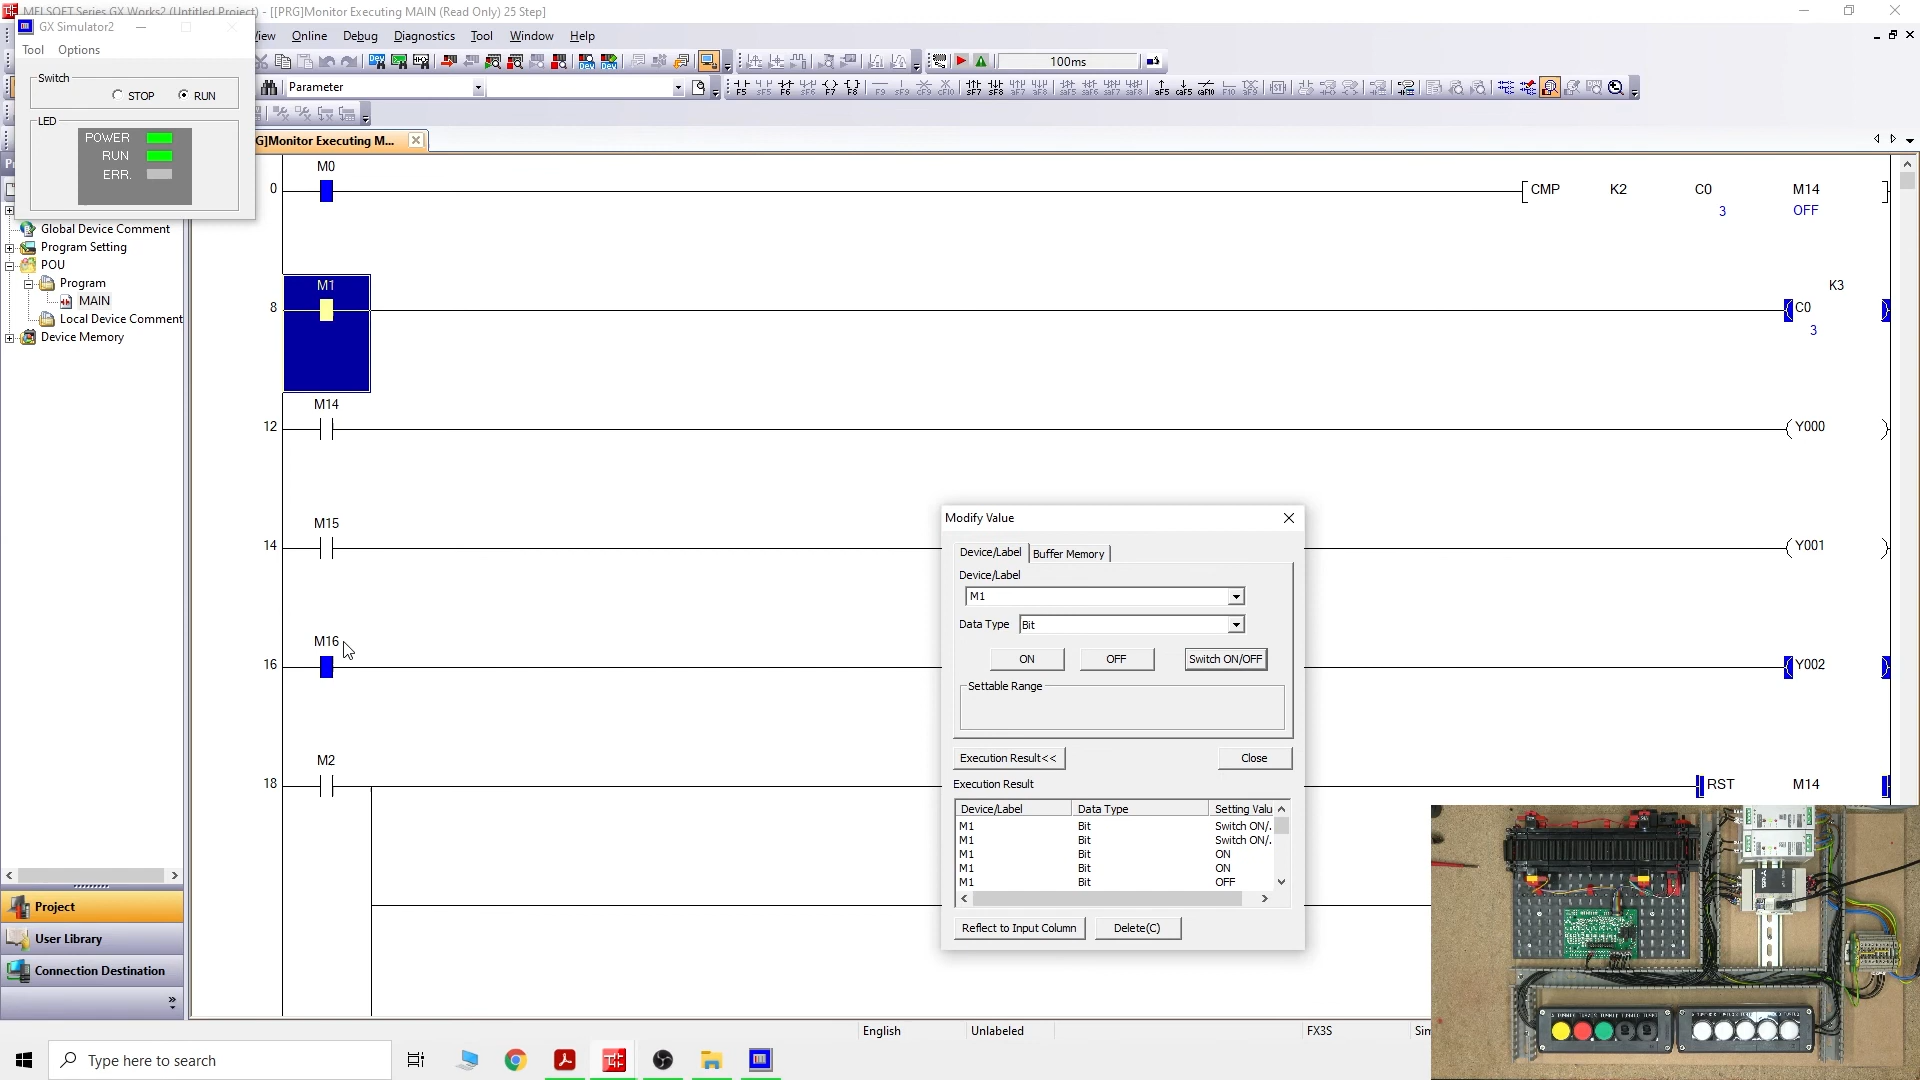 MELSOFT Series GX Works2 (Untitled Project) - [[PRG]Monitor Executing MAIN (Read Only) 25 Step]
GX Simulator2
View Online Debug Diagnostics Tool Window Help
Tool Options
Switch
STOP RUN
100ms
Parameter
LED
POWER
RUN
ERR.
G]Monitor Executing M...
Global Device Comment
Program Setting
POU
Program
MAIN
Local Device Comment
Device Memory
M0
0 CMP K2 C0 M14
3 OFF
M1 K3
8 C0
3
M14
12 Y000
M15
14 Y001
M16
16 Y002
M2
18 RST M14
Modify Value
Device/Label Buffer Memory
Device/Label
M1
Data Type Bit
ON OFF Switch ON/OFF
Settable Range
Execution Result<< Close
Execution Result
Device/Label Data Type Setting Valu
M1 Bit Switch ON/.
M1 Bit Switch ON/.
M1 Bit ON
M1 Bit ON
M1 Bit OFF
Reflect to Input Column Delete(C)
Project
User Library
Connection Destination
English Unlabeled FX3S Sim
Type here to search